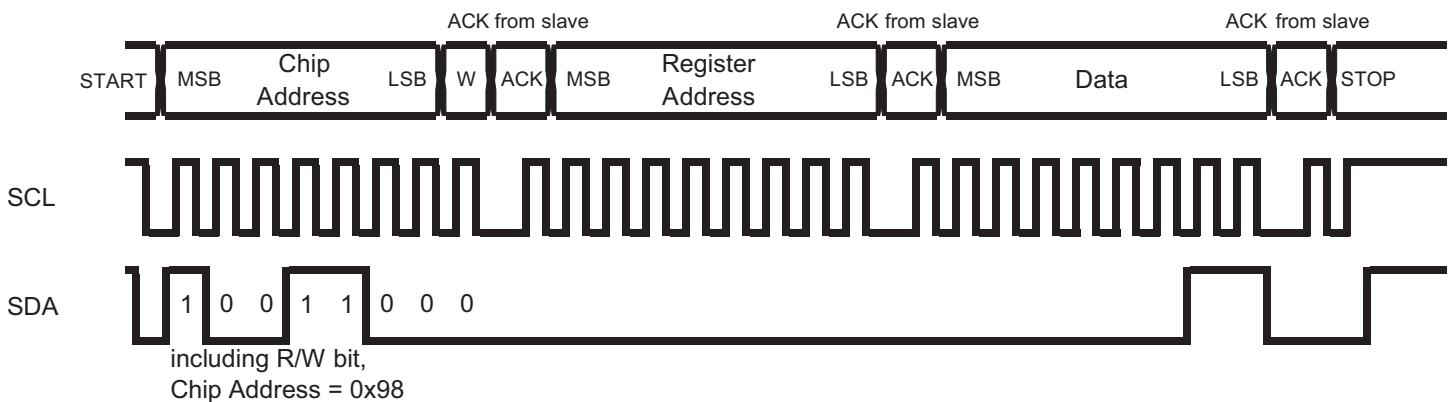 ACK from slave ACK from slave ACK from slave
START MSB Chip Address LSB W ACK MSB Register Address LSB ACK MSB Data LSB ACK STOP
SCL
SDA 1 0 0 1 1 0 0 0
including R/W bit,
Chip Address = 0x98